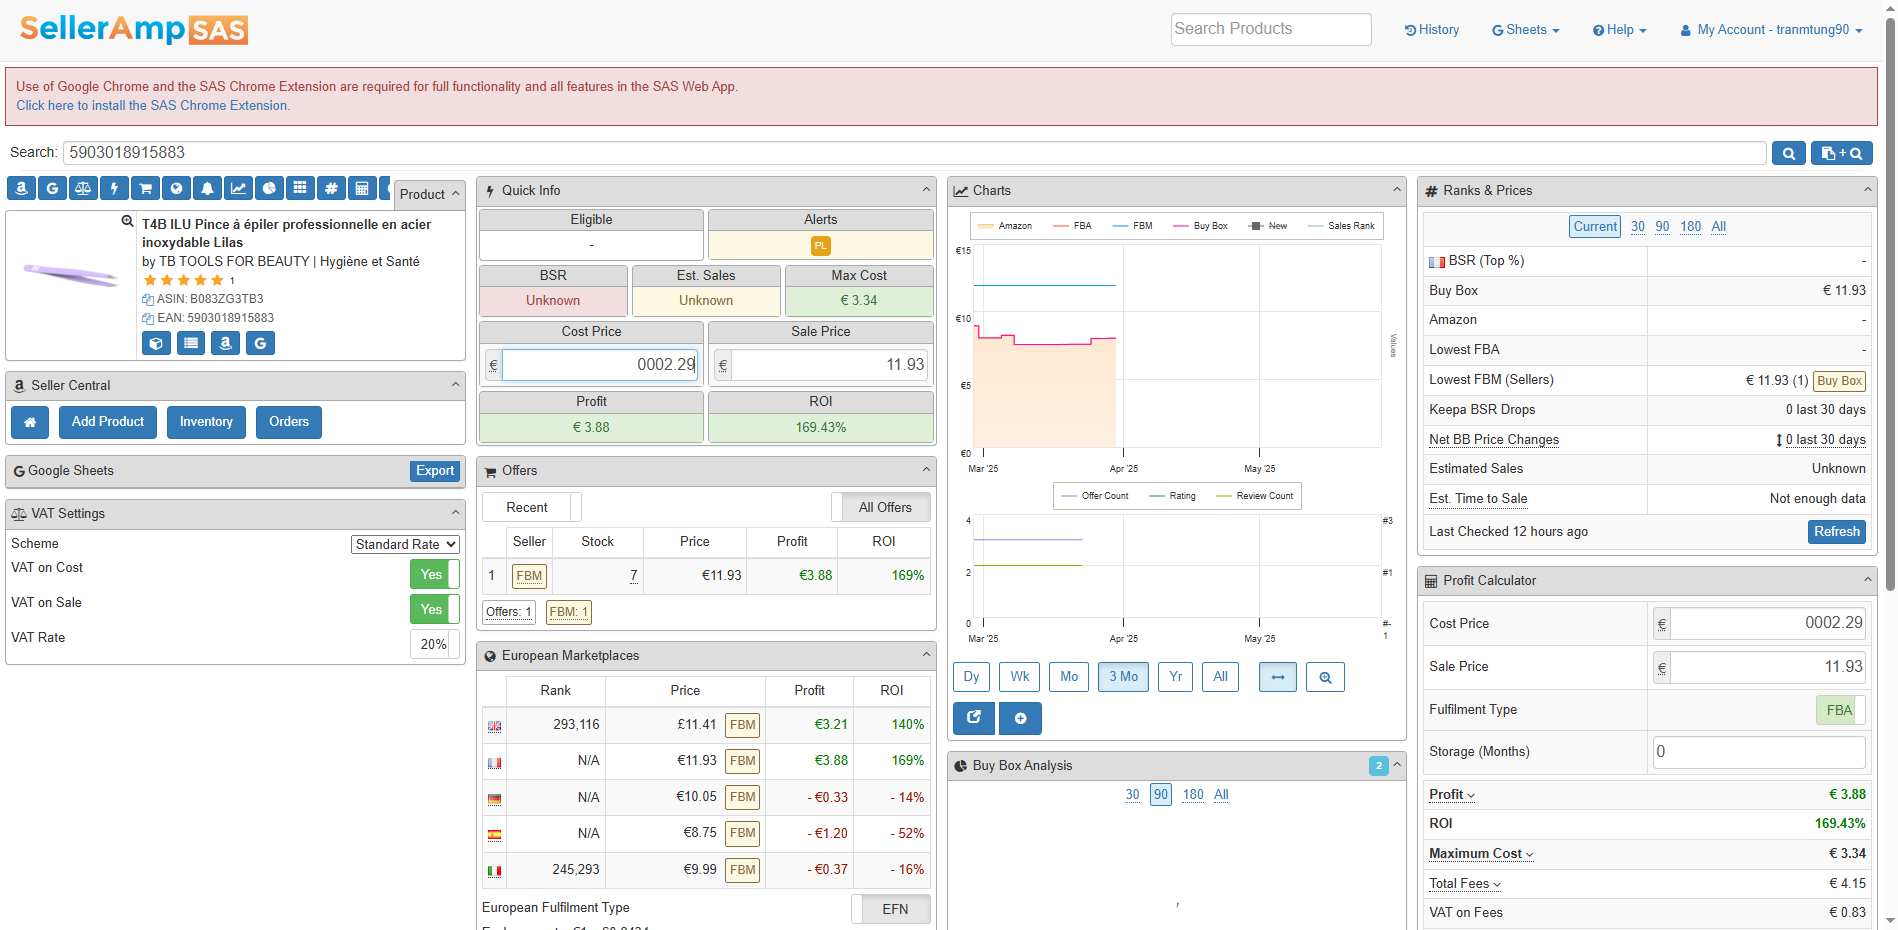 SellerAmp SAS
Search Products
History
Sheets
Help
My Account - tranmtung90
Use of Google Chrome and the SAS Chrome Extension are required for full functionality and all features in the SAS Web App.
Click here to install the SAS Chrome Extension.
Search: 5903018915883
Product
T4B ILU Pince à épiler professionnelle en acier
inoxydable Lilas
by TB TOOLS FOR BEAUTY | Hygiène et Santé
1
ASIN: B083ZG3TB3
EAN: 5903018915883
Seller Central
Add Product Inventory Orders
Google Sheets Export
VAT Settings
Scheme Standard Rate
VAT on Cost Yes
VAT on Sale Yes
VAT Rate 20%
Quick Info
Eligible Alerts
- PL
BSR Est. Sales Max Cost
Unknown Unknown € 3.34
Cost Price Sale Price
€ 0002.29 € 11.93
Profit ROI
€ 3.88 169.43%
Offers
Recent All Offers
Seller Stock Price Profit ROI
1 FBM 7 €11.93 €3.88 169%
Offers: 1 FBM: 1
European Marketplaces
Rank Price Profit ROI
293,116 £11.41 FBM €3.21 140%
N/A €11.93 FBM €3.88 169%
N/A €10.05 FBM - €0.33 - 14%
N/A €8.75 FBM - €1.20 - 52%
245,293 €9.99 FBM - €0.37 - 16%
European Fulfilment Type EFN
Charts
Amazon FBA FBM Buy Box New Sales Rank
€15
€10
€5
€0
Values
Mar '25 Apr '25 May '25
Offer Count Rating Review Count
4 #3
2 #1
0 #-1
Mar '25 Apr '25 May '25
Dy Wk Mo 3 Mo Yr All
Buy Box Analysis 2
30 90 180 All
Ranks & Prices
Current 30 90 180 All
BSR (Top %) -
Buy Box € 11.93
Amazon -
Lowest FBA -
Lowest FBM (Sellers) € 11.93 (1) Buy Box
Keepa BSR Drops 0 last 30 days
Net BB Price Changes 0 last 30 days
Estimated Sales Unknown
Est. Time to Sale Not enough data
Last Checked 12 hours ago Refresh
Profit Calculator
Cost Price € 0002.29
Sale Price € 11.93
Fulfilment Type FBA
Storage (Months) 0
Profit € 3.88
ROI 169.43%
Maximum Cost € 3.34
Total Fees € 4.15
VAT on Fees € 0.83